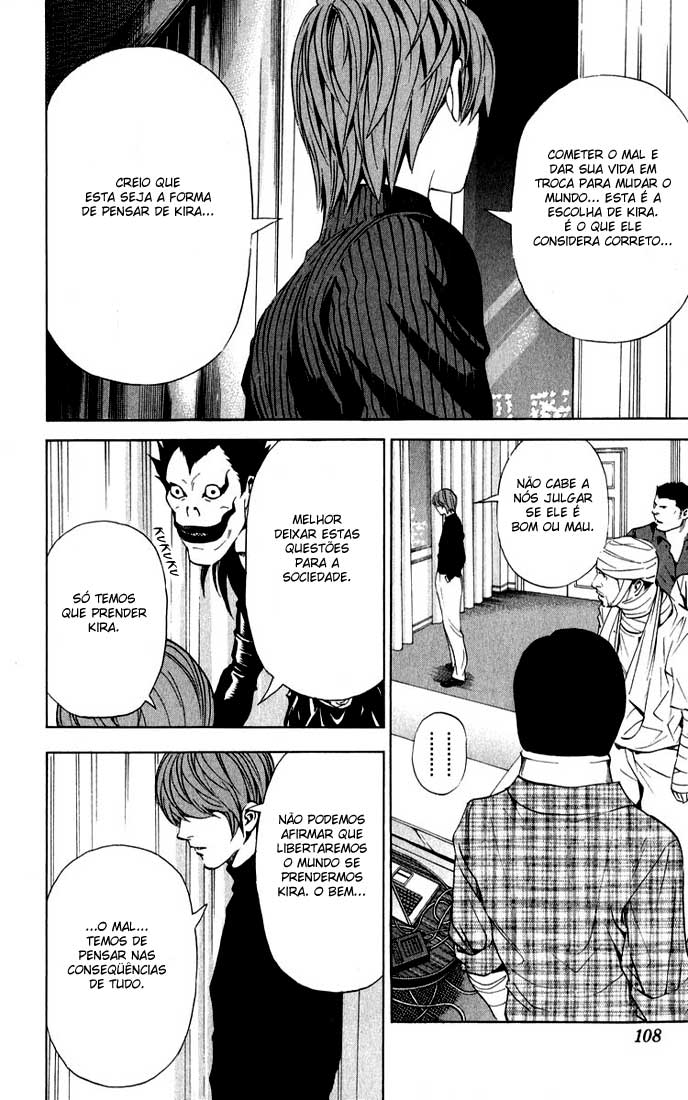 COMETER O MAL E
DAR SUA VIDA EM
TROCA PARA MUDAR O
MUNDO... ESTA É A
ESCOLHA DE KIRA.
É O QUE ELE
CONSIDERA CORRETO...
CREIO QUE
ESTA SEJA A FORMA
DE PENSAR DE KIRA...
NÃO CABE A
NÓS JULGAR
SE ELE É
BOM OU MAU.
.......
.......
MELHOR
DEIXAR ESTAS
QUESTÕES
PARA A
SOCIEDADE.
KUKUKU
SÓ TEMOS
QUE PRENDER
KIRA.
NÃO PODEMOS
AFIRMAR QUE
LIBERTAREMOS
O MUNDO SE
PRENDERMOS
KIRA. O BEM...
...O MAL...
TEMOS DE
PENSAR NAS
CONSEQÜÊNCIAS
DE TUDO.
108